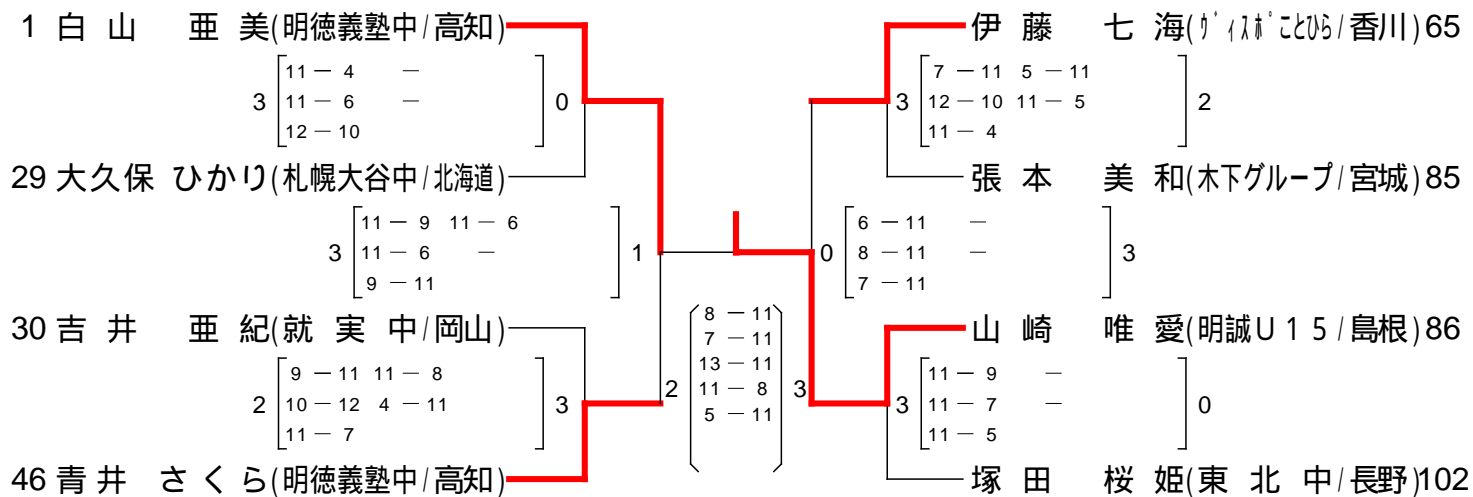 1 白 山 亜 美(明徳義塾中/高知)
伊 藤 七 海(ヴィスポことひら/香川)65
3 11 － 4 － 0
11 － 6 －
12 － 10
3 7 － 11 5 － 11 2
12 － 10 11 － 5
11 － 4
29 大久保 ひかり(札幌大谷中/北海道)
張 本 美 和(木下グループ/宮城)85
3 11 － 9 11 － 6 1
11 － 6 －
9 － 11
0 6 － 11 － 3
8 － 11 －
7 － 11
2 8 － 11 3
7 － 11
13 － 11
11 － 8
5 － 11
30 吉 井 亜 紀(就 実 中/岡山)
山 崎 唯 愛(明誠Ｕ１５/島根)86
2 9 － 11 11 － 8 3
10 － 12 4 － 11
11 － 7
3 11 － 9 － 0
11 － 7 －
11 － 5
46 青 井 さ く ら(明徳義塾中/高知)
塚 田 桜 姫(東 北 中/長野)102